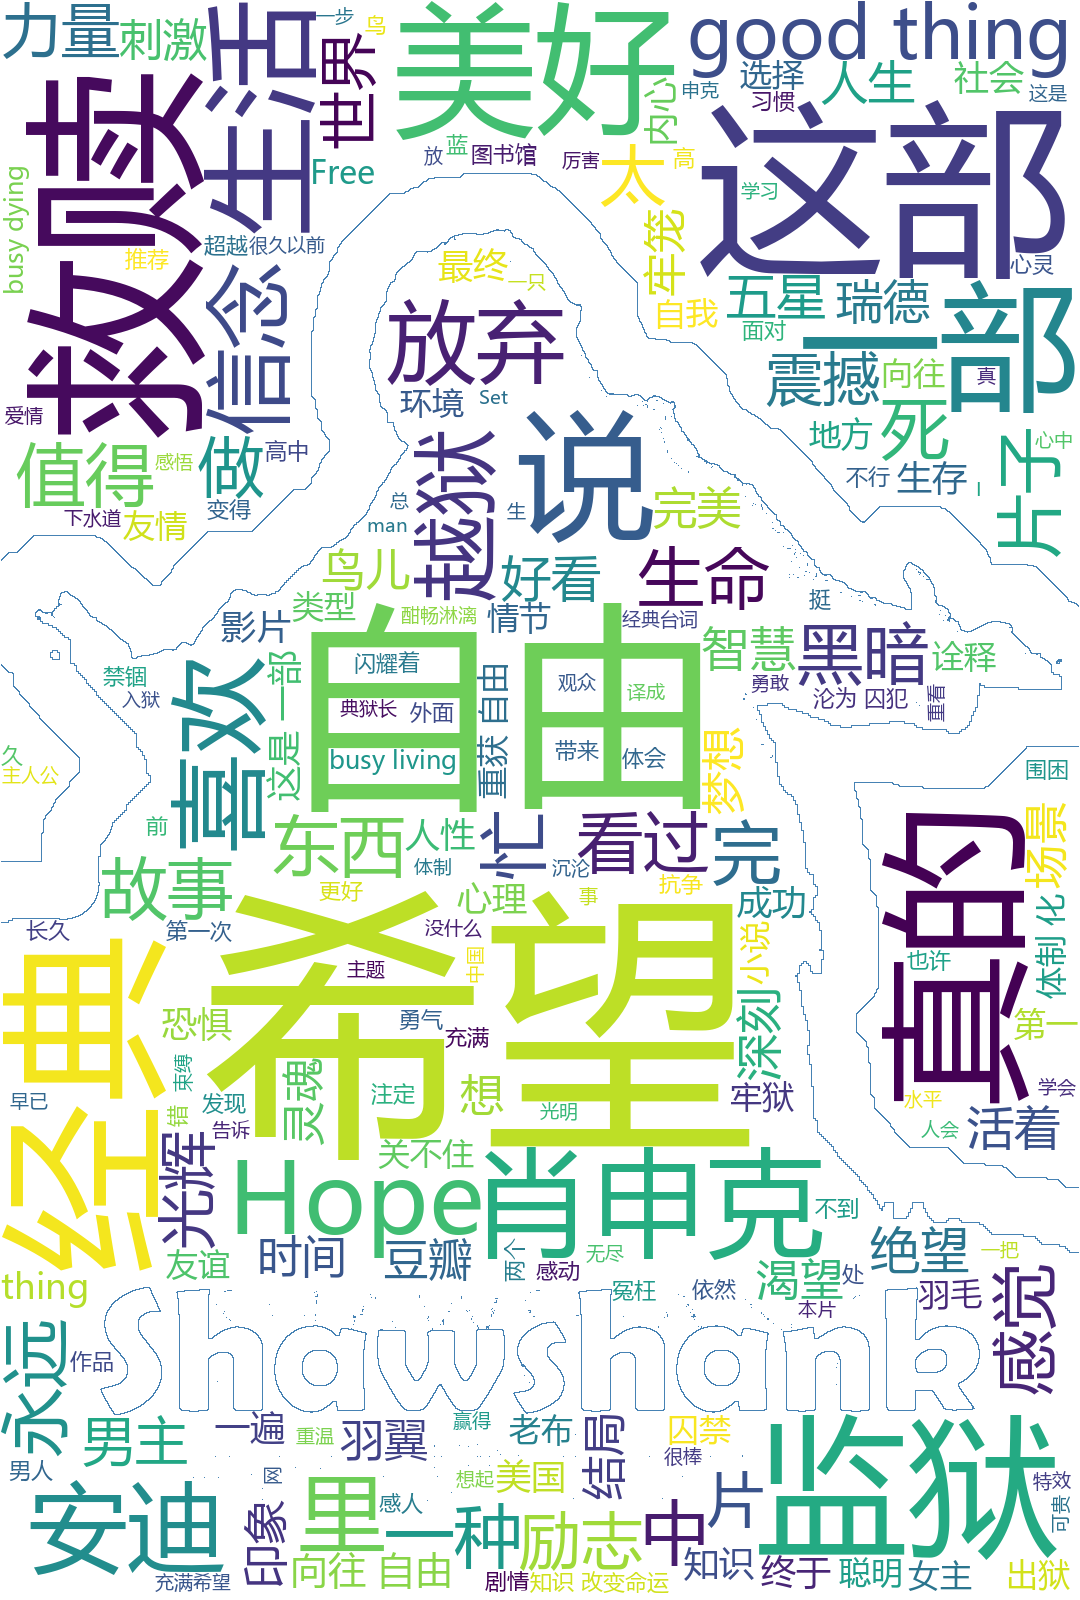 力量
刺激
生活
一步
鸟
世界
美好
good thing
选择
习惯
人生
社会
这是
申克
内心
救赎
busy dying
推荐
Free
超越
很久以前
放
蓝
图书馆
厉害
太
高
牢笼
自我
这部
学习
心灵
信念
最终
一只
放弃
环境
Set
五星
面对
瑞德
一部
震撼
向往
真
爱情
值得
感悟
做
高中
变得
下水道
友情
死
地方
不行
生存
I
心中
片子
说
越狱
总
man
生
完美
鸟儿
好看
生命
类型
酣畅淋漓
情节
经典台词
挺
影片
禁锢
入狱
喜欢
这是 一部
自由
闪耀着
典狱长
外面
busy living
重获 自由
观众
译成
带来
体会
智慧
勇敢
黑暗
诠释
沦为 囚犯
重看
梦想
久
主人公
前
围困
东西
人性
体制
忙
沉沦
看过
完
真的
场景
故事
更好
心理
事
抗争
成功
长久
第一次
没什么
中国
小说
也许
体制 化
经典
希望
主题
勇气
充满
深刻
第一
恐惧
束缚
早已
错
发现
告诉
灵魂
注定
想
光明
牢狱
水平
学会
人会
活着
光辉
关不住
Hope
肖申克
不到
友谊
时间
豆瓣
两个
感动
无尽
冤枉
依然
渴望
处
绝望
一把
thing
羽毛
本片
感觉
Shawshank
永远
作品
男主
一遍
重温
羽翼
赢得
老布
结局
囚禁
很棒
监狱
男人
安迪
网
印象
里
感人
想起
美国
一种
励志
中
片
特效
可贵
充满希望
向往 自由
剧情
知识 改变命运
知识
终于
聪明
女主
出狱